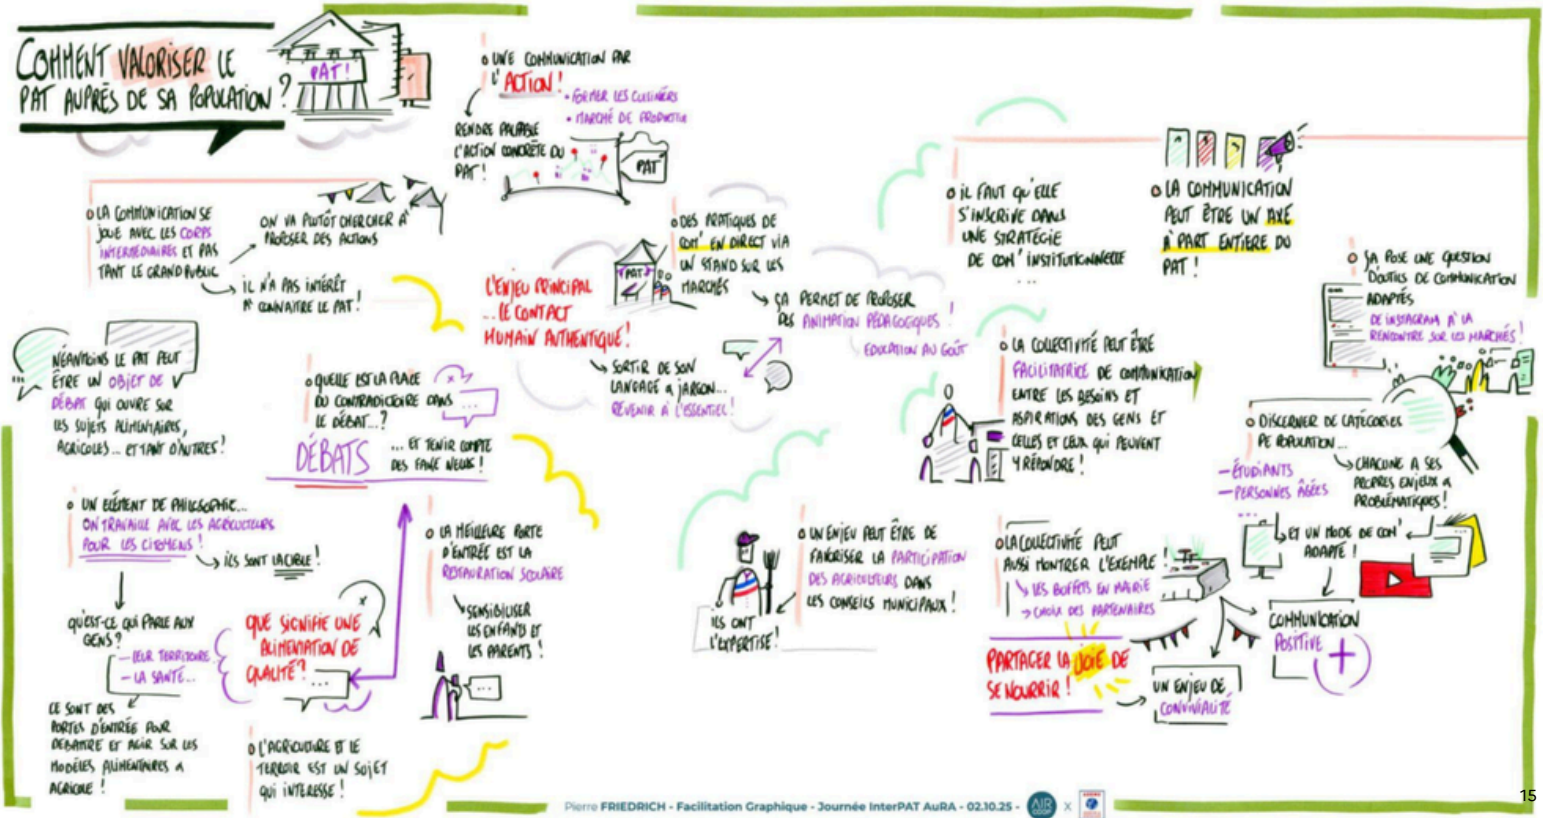 COMMENT VALORISER LE
PAT AUPRÈS DE SA POPULATION ?
PAT!
UNE COMMUNICATION PAR
L'ACTION !
• FORMER LES CUISINIERS
• MARCHÉ DE
RENDRE PALPABLE
L'ACTION CONCRÈTE DU
PAT !
PAT
LA COMMUNICATION SE
JOUE AVEC LES CORPS
INTERMÉDIAIRES ET PAS
TANT LE GRAND PUBLIC
ON VA PLUTÔT CHERCHER À
PROPOSER DES ACTIONS
IL N'A PAS INTÉRÊT
À CONNAITRE LE PAT !
NÉANMOINS LE PAT PEUT
ÊTRE UN OBJET DE
DÉBAT QUI OUVRE SUR
LES SUJETS ALIMENTAIRES,
AGRICOLES... ET TANT D'AUTRES !
QUELLE EST LA PLACE
DU CONTRADICTOIRE DANS
LE DÉBAT...?
DÉBATS
... ET TENIR COMPTE
DES FAKE NEWS !
L'ENJEU PRINCIPAL
... LE CONTACT
HUMAIN AUTHENTIQUE !
SORTIR DE SON
LANGAGE & JARGON...
REVENIR À L'ESSENTIEL !
PAT
DES PRATIQUES DE
COM' EN DIRECT VIA
UN STAND SUR LES
MARCHÉS
ÇA PERMET DE PROPOSER
DES ANIMATION PÉDAGOGIQUES !
EDUCATION AU GOÛT
UN ELÉMENT DE PHILOSOPHIE...
ON TRAVAILLE AVEC LES AGRICULTEURS
POUR LES CITOYENS !
ILS SONT LA CIBLE !
QU'EST-CE QUI PARLE AUX
GENS ?
- LEUR TERRITOIRE
- LA SANTÉ...
CE SONT DES
PORTES D'ENTRÉE POUR
DÉBATTRE ET AGIR SUR LES
MODÈLES ALIMENTAIRES &
AGRICOLE !
QUE SIGNIFIE UNE
ALIMENTATION DE
QUALITÉ ? ...
L'AGRICULTURE ET LE
TERROIR EST UN SUJET
QUI INTERESSE !
LA MEILLEURE PORTE
D'ENTRÉE EST LA
RESTAURATION SCOLAIRE
SENSIBILISER
LES ENFANTS ET
LES PARENTS !
IL FAUT QU'ELLE
S'INSCRIVE DANS
UNE STRATÉGIE
DE COM' INSTITUTIONNELLE
...
LA COMMUNICATION
PEUT ÊTRE UN AXE
À PART ENTIERE DU
PAT !
ÇA POSE UNE QUESTION
D'OUTILS DE COMMUNICATION
ADAPTÉS
DE INSTAGRAM À LA
RENCONTRE SUR LES MARCHÉS !
LA COLLECTIVITÉ PEUT ÊTRE
FACILITATRICE DE COMMUNICATION
ENTRE LES BESOINS ET
ASPIRATIONS DES GENS ET
CELLES ET CEUX QUI PEUVENT
Y RÉPONDRE !
DISCERNER DE CATÉGORIES
DE POPULATION...
- ÉTUDIANTS
- PERSONNES ÂGÉES
...
CHACUNE A SES
PROPRES ENJEUX &
PROBLÉMATIQUES !
ET UN MODE DE COM'
ADAPTÉ !
COMMUNICATION
POSITIVE
UN ENJEU PEUT ÊTRE DE
FAVORISER LA PARTICIPATION
DES AGRICULTEURS DANS
LES CONSEILS MUNICIPAUX !
ILS ONT
L'EXPERTISE !
LA COLLECTIVITÉ PEUT
AUSSI MONTRER L'EXEMPLE !
LES BUFFETS EN MAIRIE
CHOIX DES PARTENAIRES
PARTAGER LA JOIE DE
SE NOURRIR !
UN ENJEU DE
CONVIVIALITÉ
Pierre FRIEDRICH - Facilitation Graphique - Journée InterPAT AuRA - 02.10.25 -
AIR
X
15